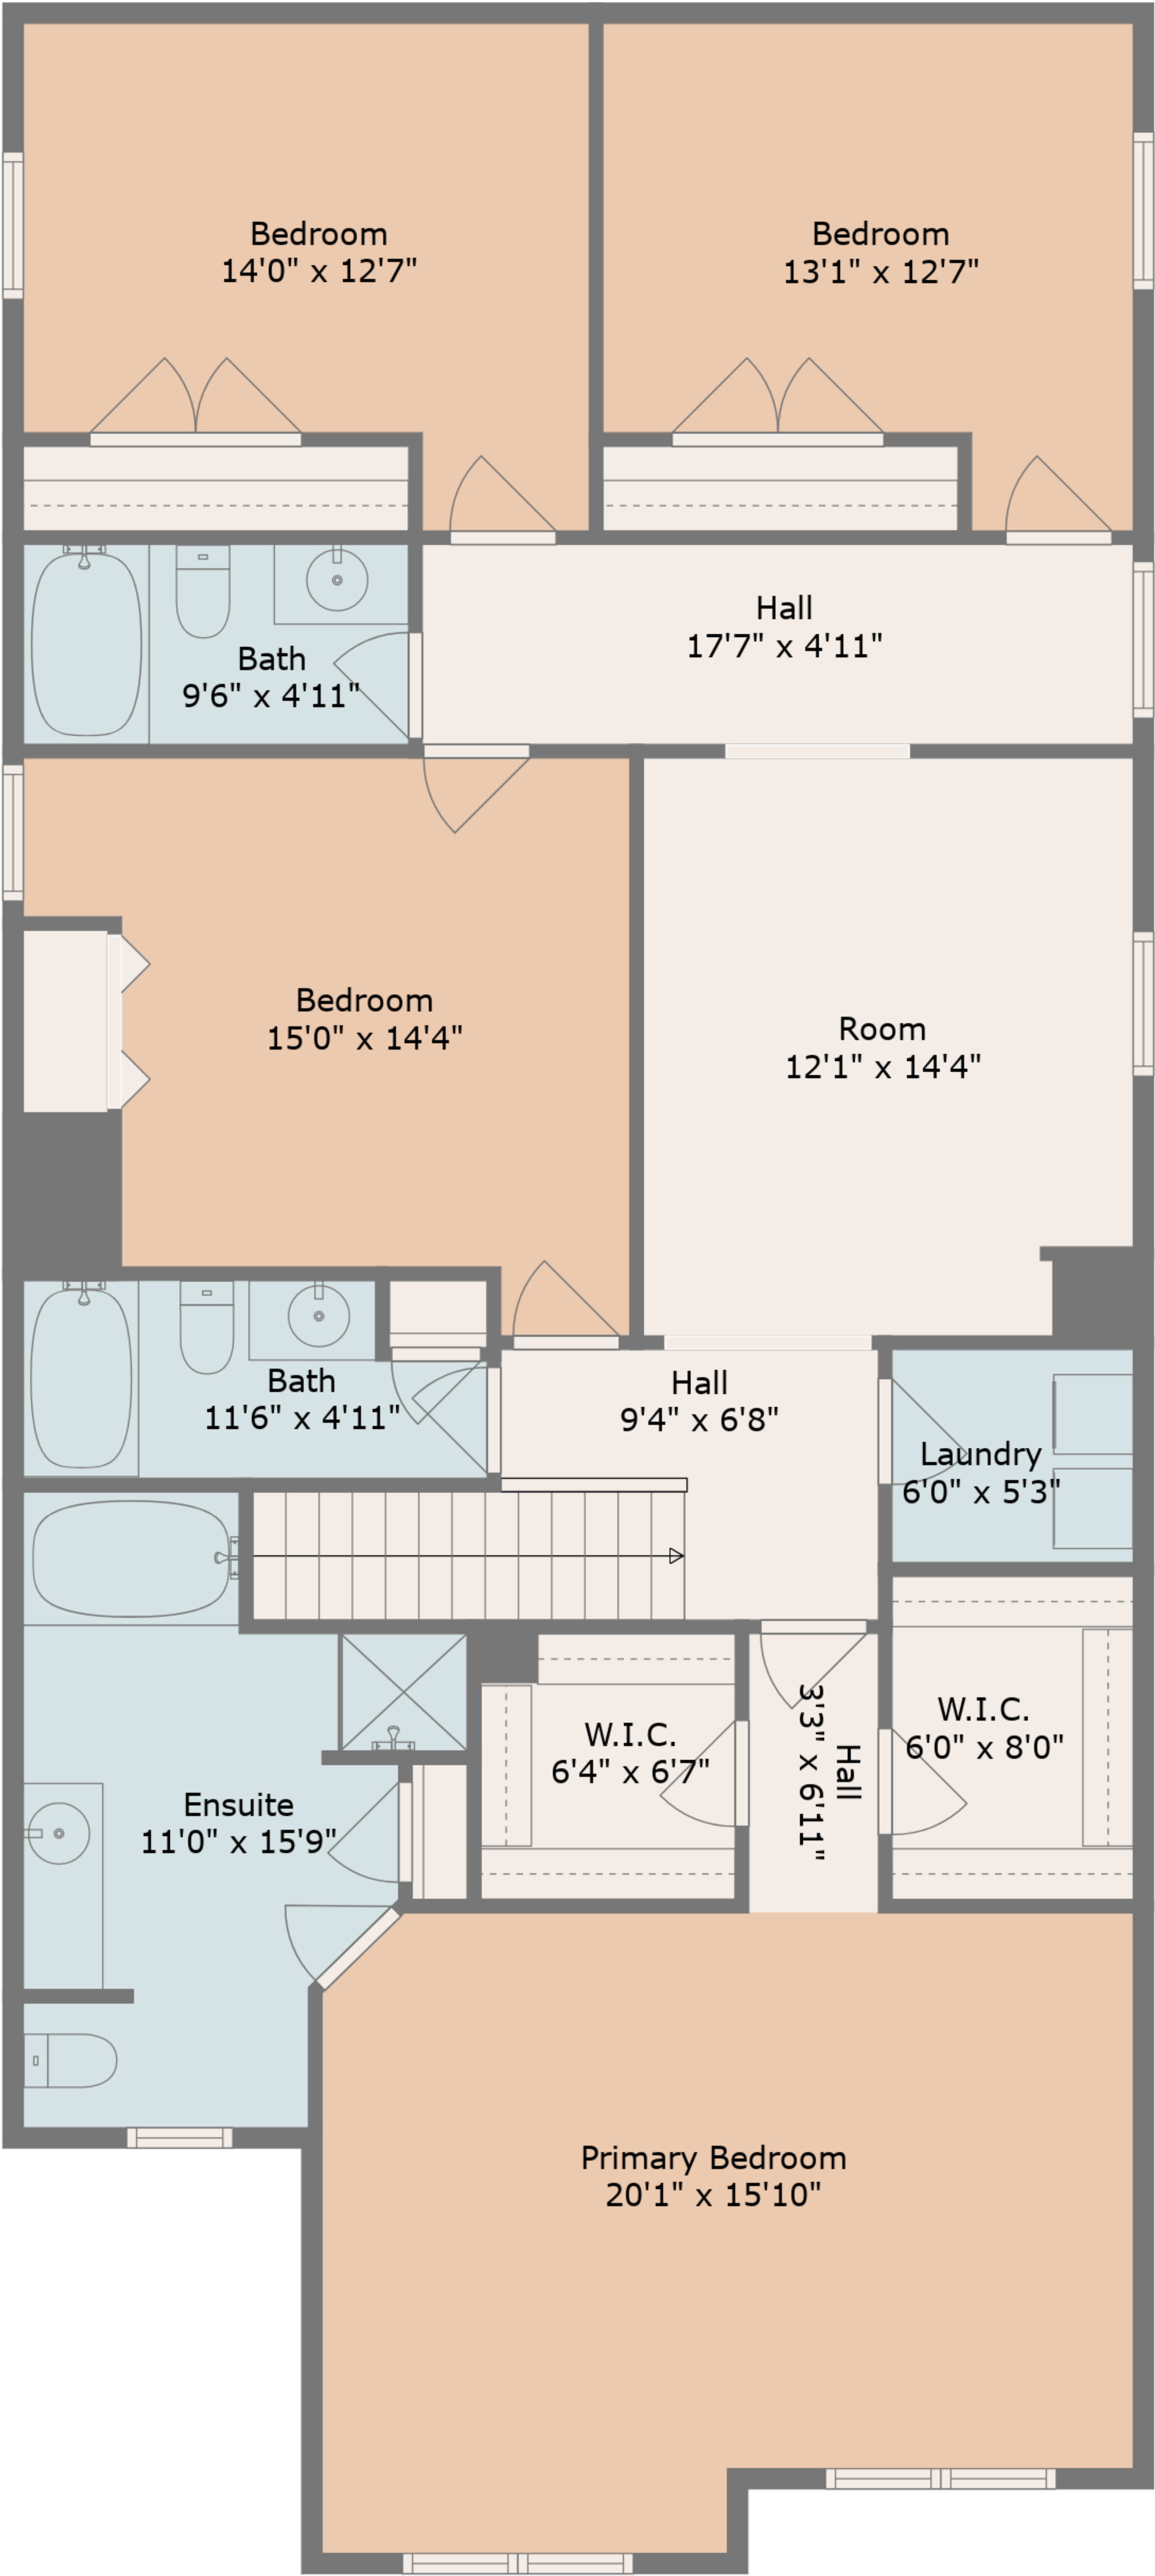 Bedroom
14'0" x 12'7"
Bedroom
13'1" x 12'7"
Hall
17'7" x 4'11"
Bath
9'6" x 4'11"
Bedroom
15'0" x 14'4"
Room
12'1" x 14'4"
Bath
11'6" x 4'11"
Hall
9'4" x 6'8"
Laundry
6'0" x 5'3"
W.I.C.
6'4" x 6'7"
Hall
3'3" x 6'11"
W.I.C.
6'0" x 8'0"
Ensuite
11'0" x 15'9"
Primary Bedroom
20'1" x 15'10"